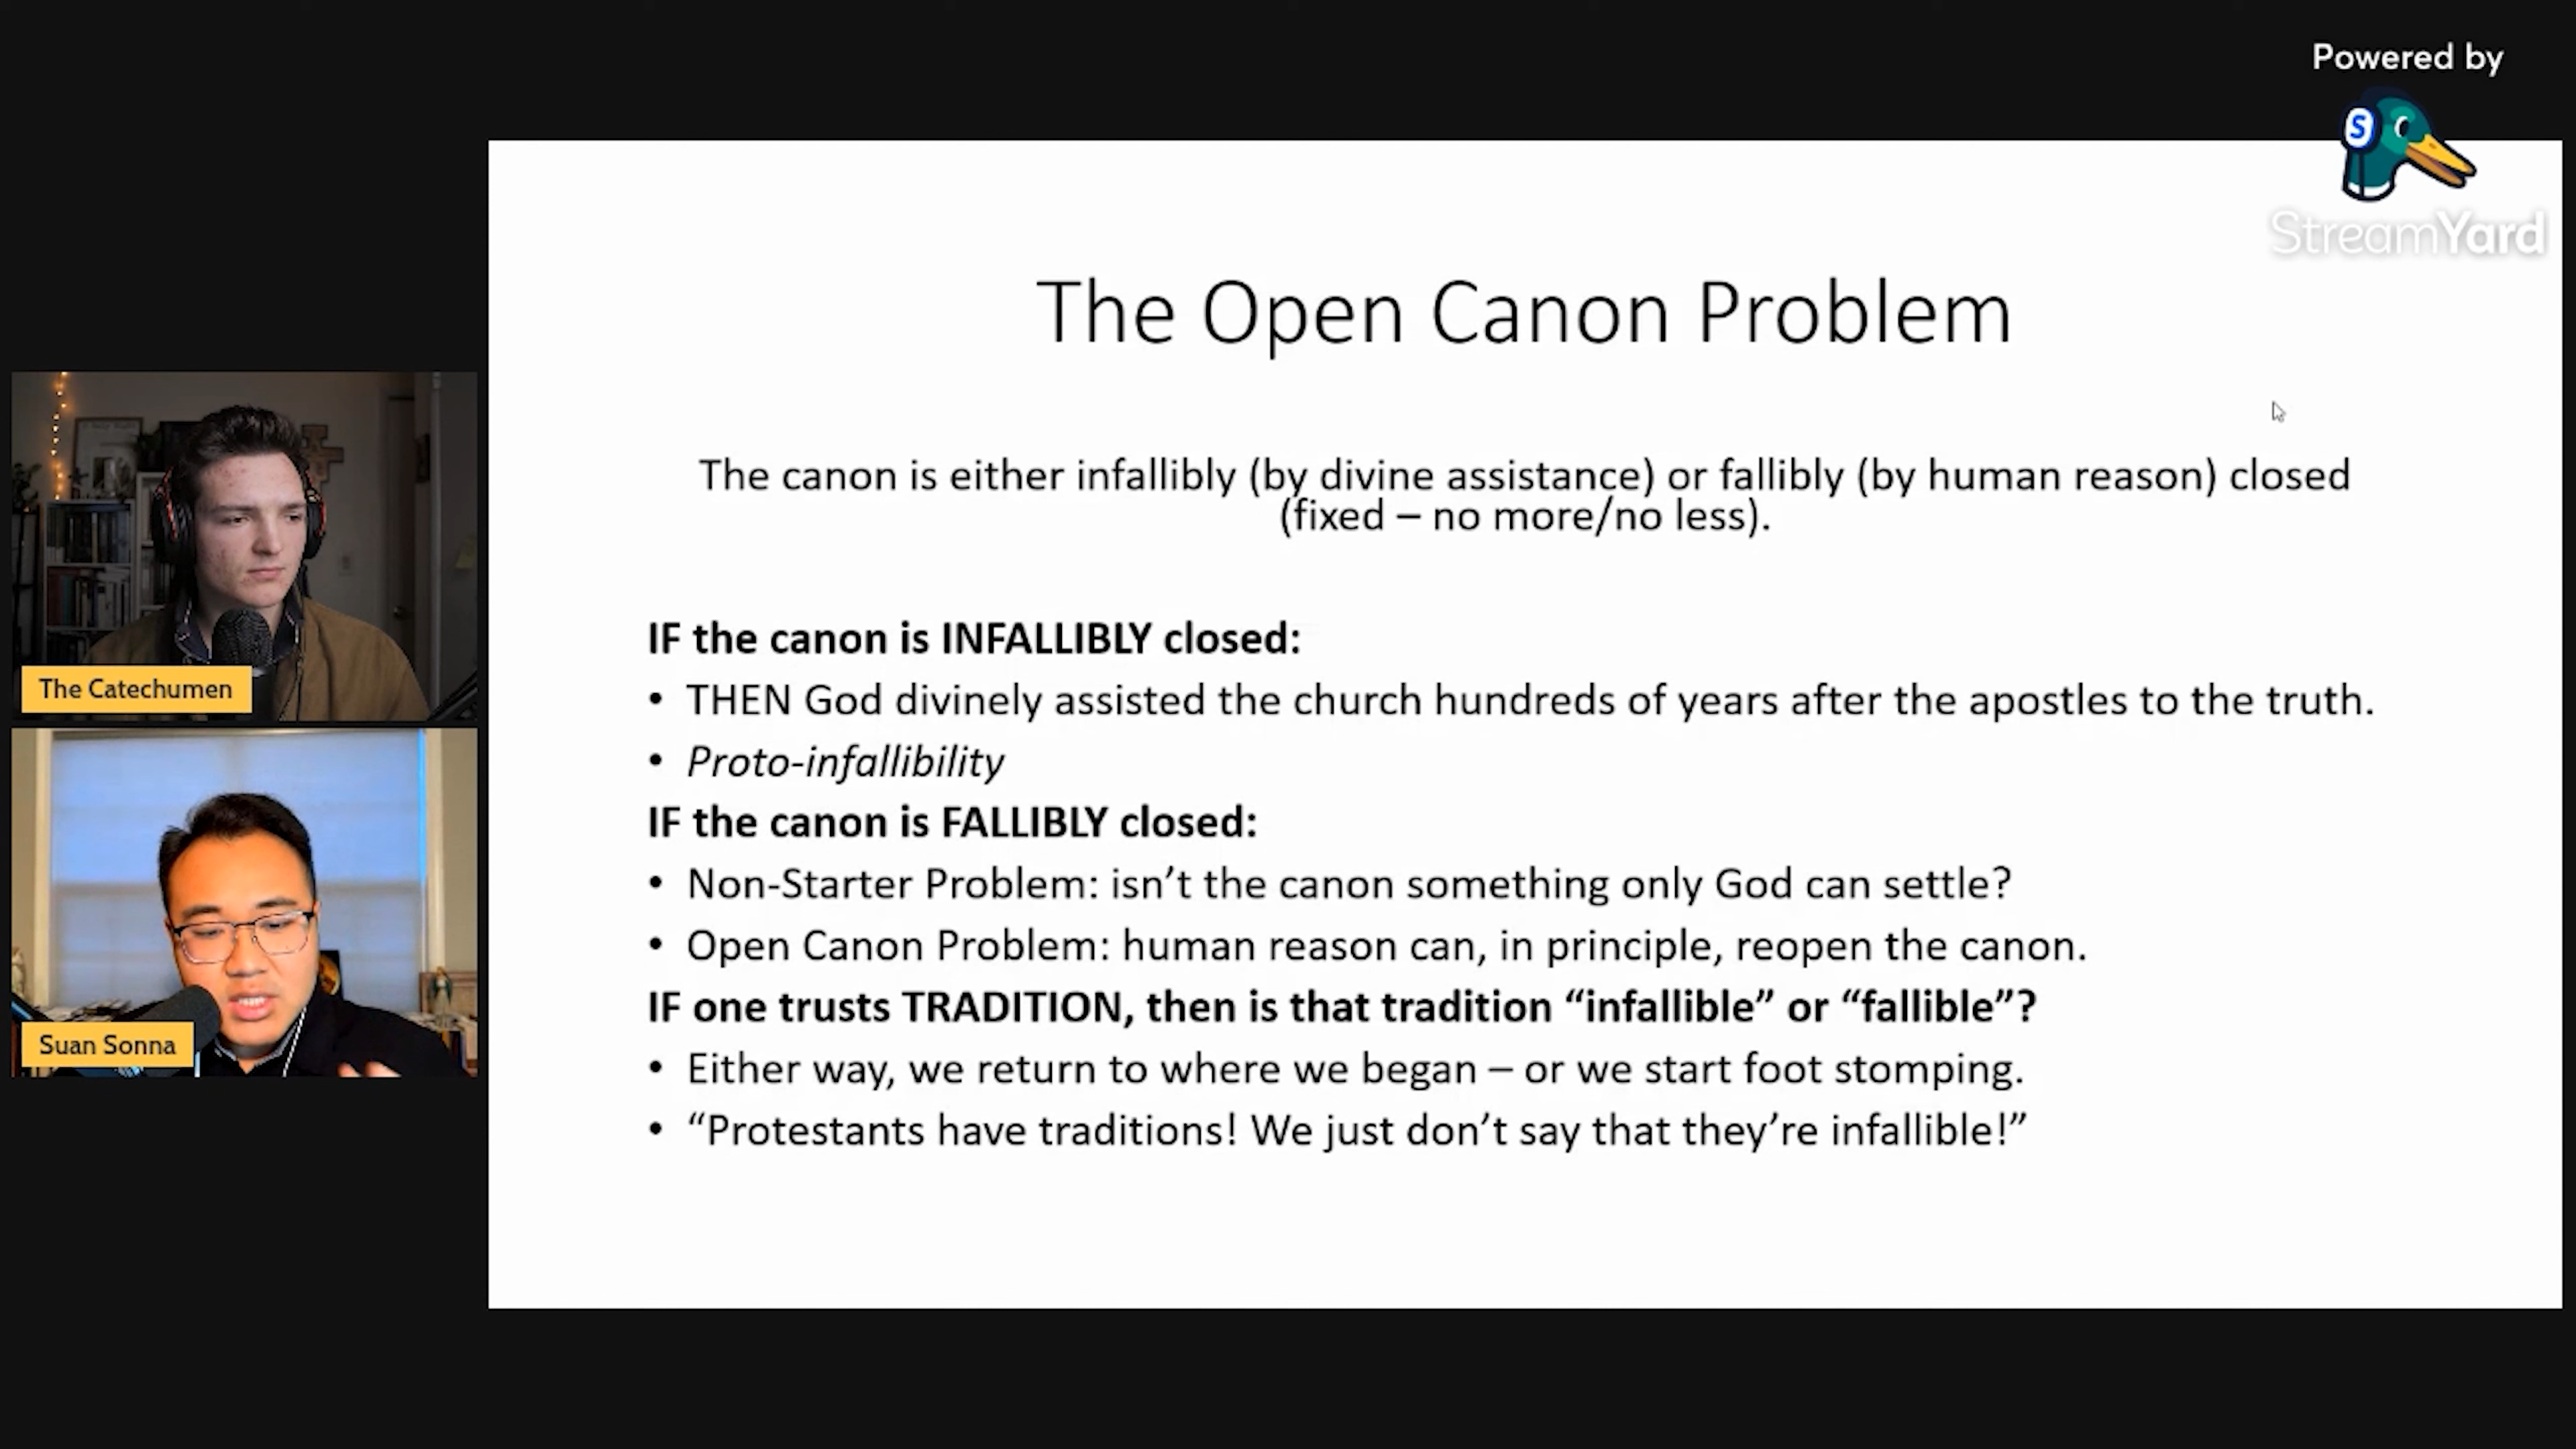 Powered by
StreamYard
The Open Canon Problem
The canon is either infallibly (by divine assistance) or fallibly (by human reason) closed
(fixed – no more/no less).
IF the canon is INFALLIBLY closed:
• THEN God divinely assisted the church hundreds of years after the apostles to the truth.
• Proto-infallibility
IF the canon is FALLIBLY closed:
• Non-Starter Problem: isn’t the canon something only God can settle?
• Open Canon Problem: human reason can, in principle, reopen the canon.
IF one trusts TRADITION, then is that tradition “infallible” or “fallible”?
• Either way, we return to where we began – or we start foot stomping.
• “Protestants have traditions! We just don’t say that they’re infallible!”
The Catechumen
Suan Sonna